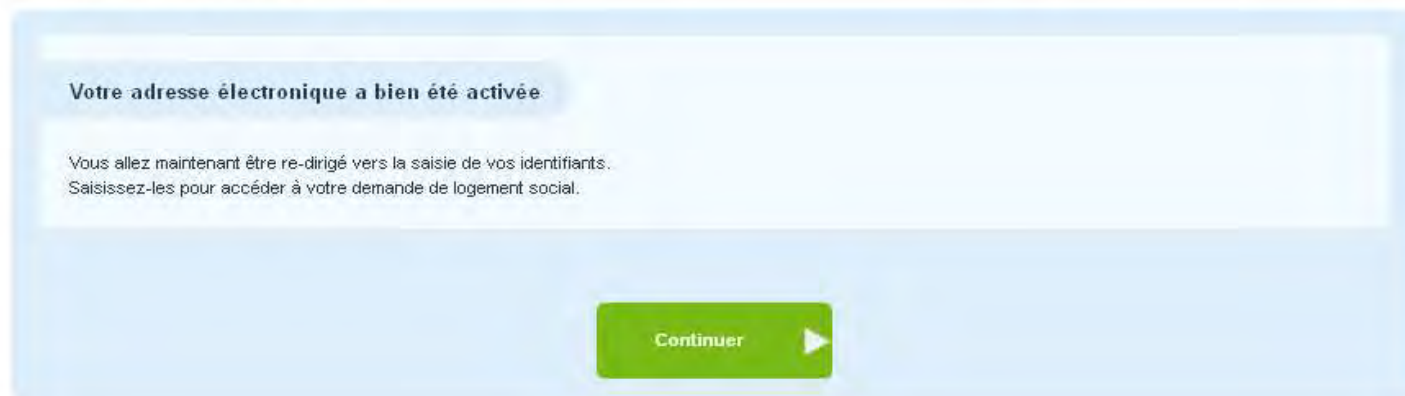 Votre adresse électronique a bien été activée
Vous allez maintenant être re-dirigé vers la saisie de vos identifiants.
Saisissez-les pour accéder à votre demande de logement social.
Continuer